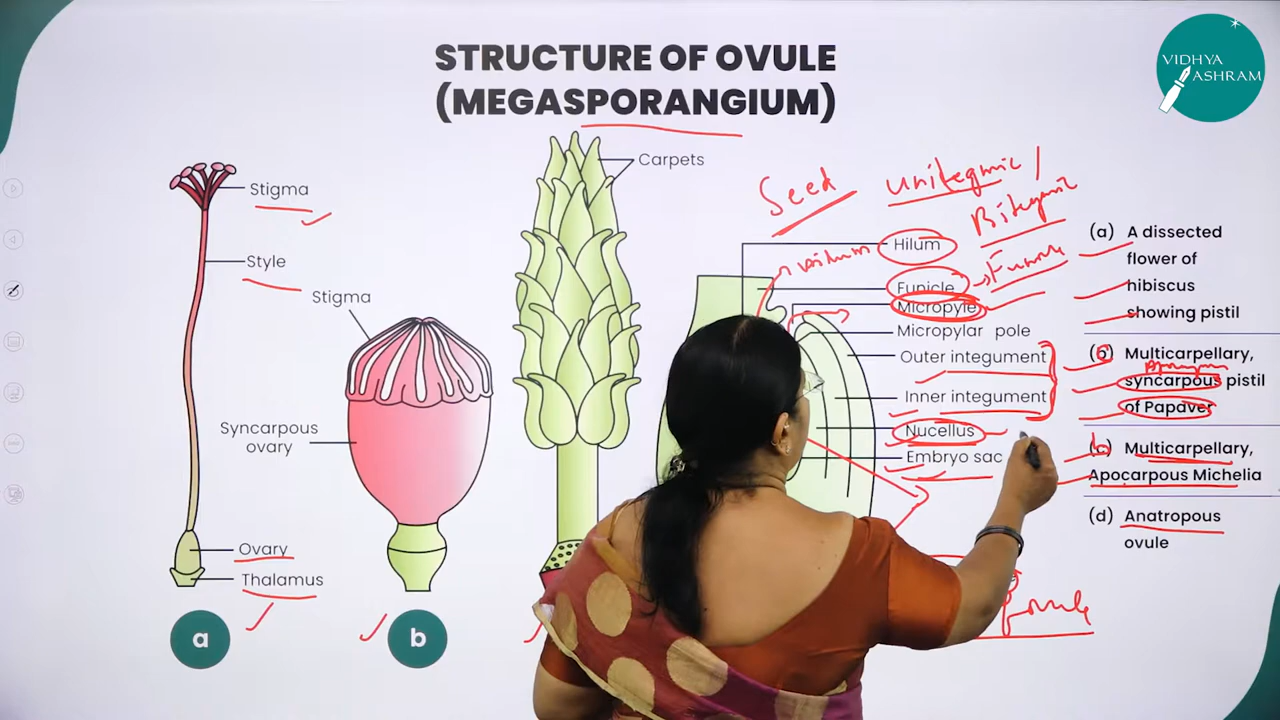 STRUCTURE OF OVULE
(MEGASPORANGIUM)
VIDHYA
ASHRAM
Stigma
Style
Ovary
Thalamus
a
Stigma
Syncarpous
ovary
b
Carpets
Seed
unitegmic /
Bitegmic
Hilum
Hilum
Funicle
Micropyle
Micropylar pole
Outer integument
Inner integument
Nucellus
Embryo sac
ovule
(a) A dissected
flower of
hibiscus
showing pistil
(b) Multicarpellary,
syncarpous pistil
of Papaver
(c) Multicarpellary,
Apocarpous Michelia
(d) Anatropous
ovule